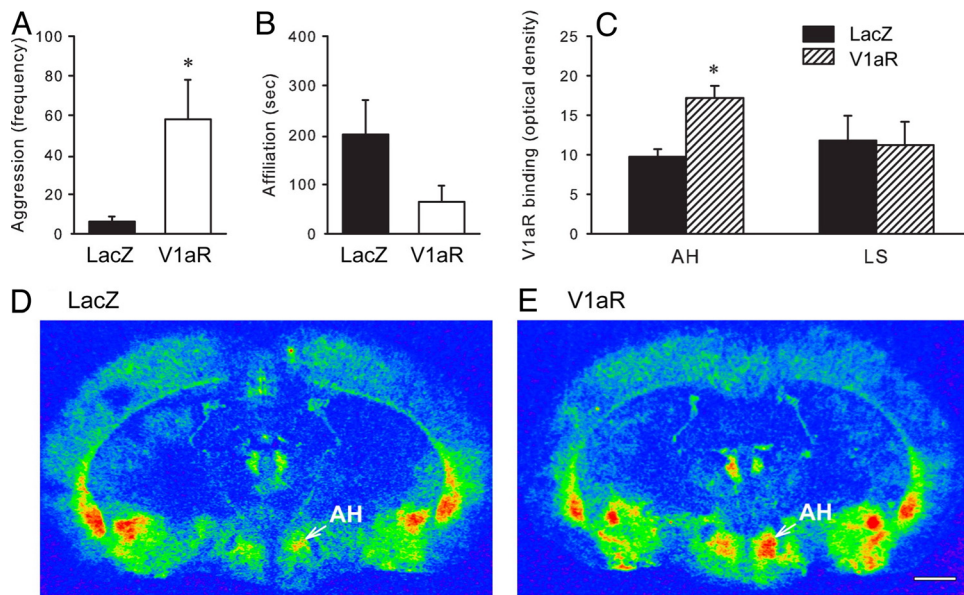 A
Aggression (frequency)
100
80
60
40
20
0
*
LacZ V1aR
B
Affiliation (sec)
400
300
200
100
0
LacZ V1aR
C
V1aR binding (optical density)
25
20
15
10
5
0
*
LacZ
V1aR
AH LS
D LacZ
AH
E V1aR
AH